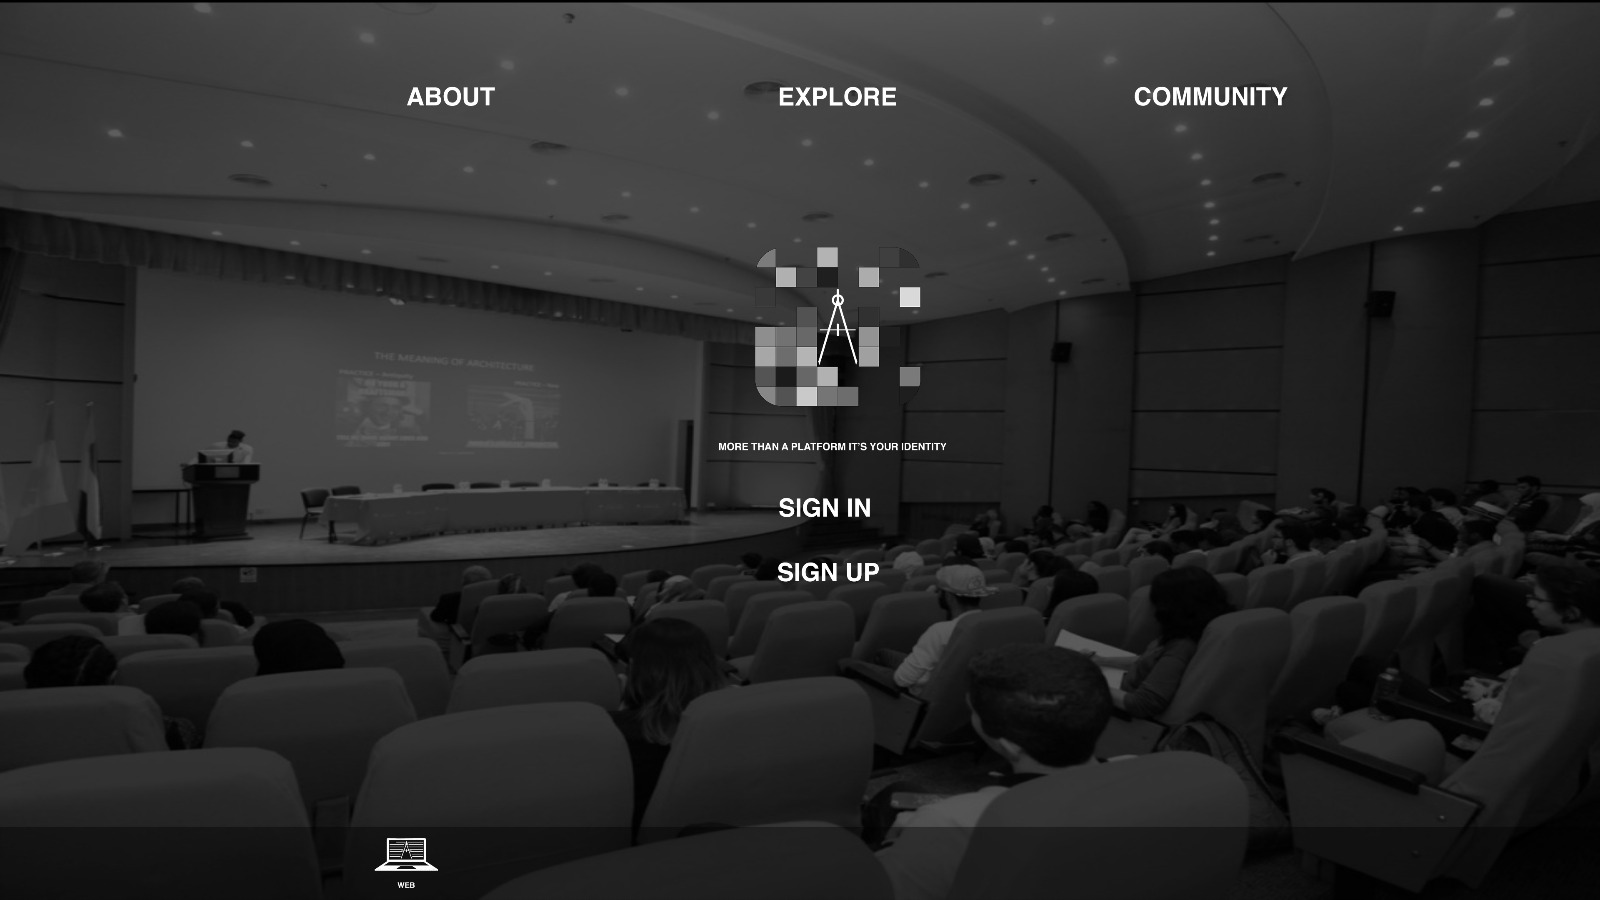 ABOUT
EXPLORE
COMMUNITY
THE MEANING OF ARCHITECTURE
MORE THAN A PLATFORM IT'S YOUR IDENTITY
SIGN IN
SIGN UP
WEB